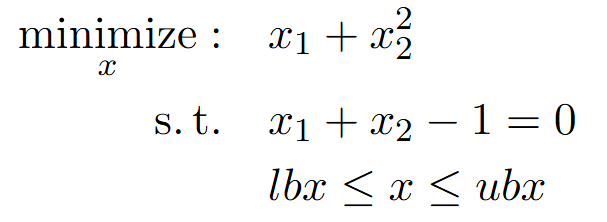 minimize : x₁ + x₂²
x
s. t. x₁ + x₂ − 1 = 0
lbx ≤ x ≤ ubx